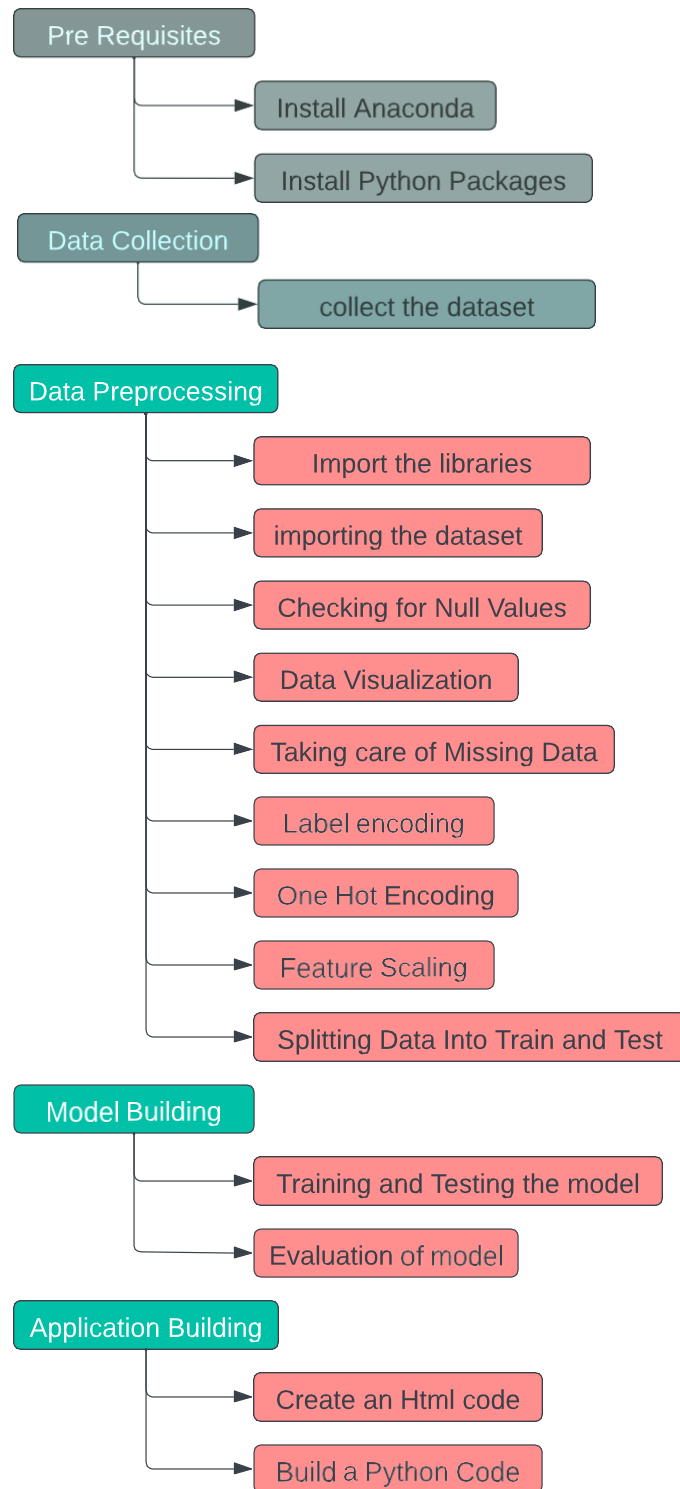 Pre Requisites
Install Anaconda
Install Python Packages
Data Collection
collect the dataset
Data Preprocessing
Import the libraries
importing the dataset
Checking for Null Values
Data Visualization
Taking care of Missing Data
Label encoding
One Hot Encoding
Feature Scaling
Splitting Data Into Train and Test
Model Building
Training and Testing the model
Evaluation of model
Application Building
Create an Html code
Build a Python Code